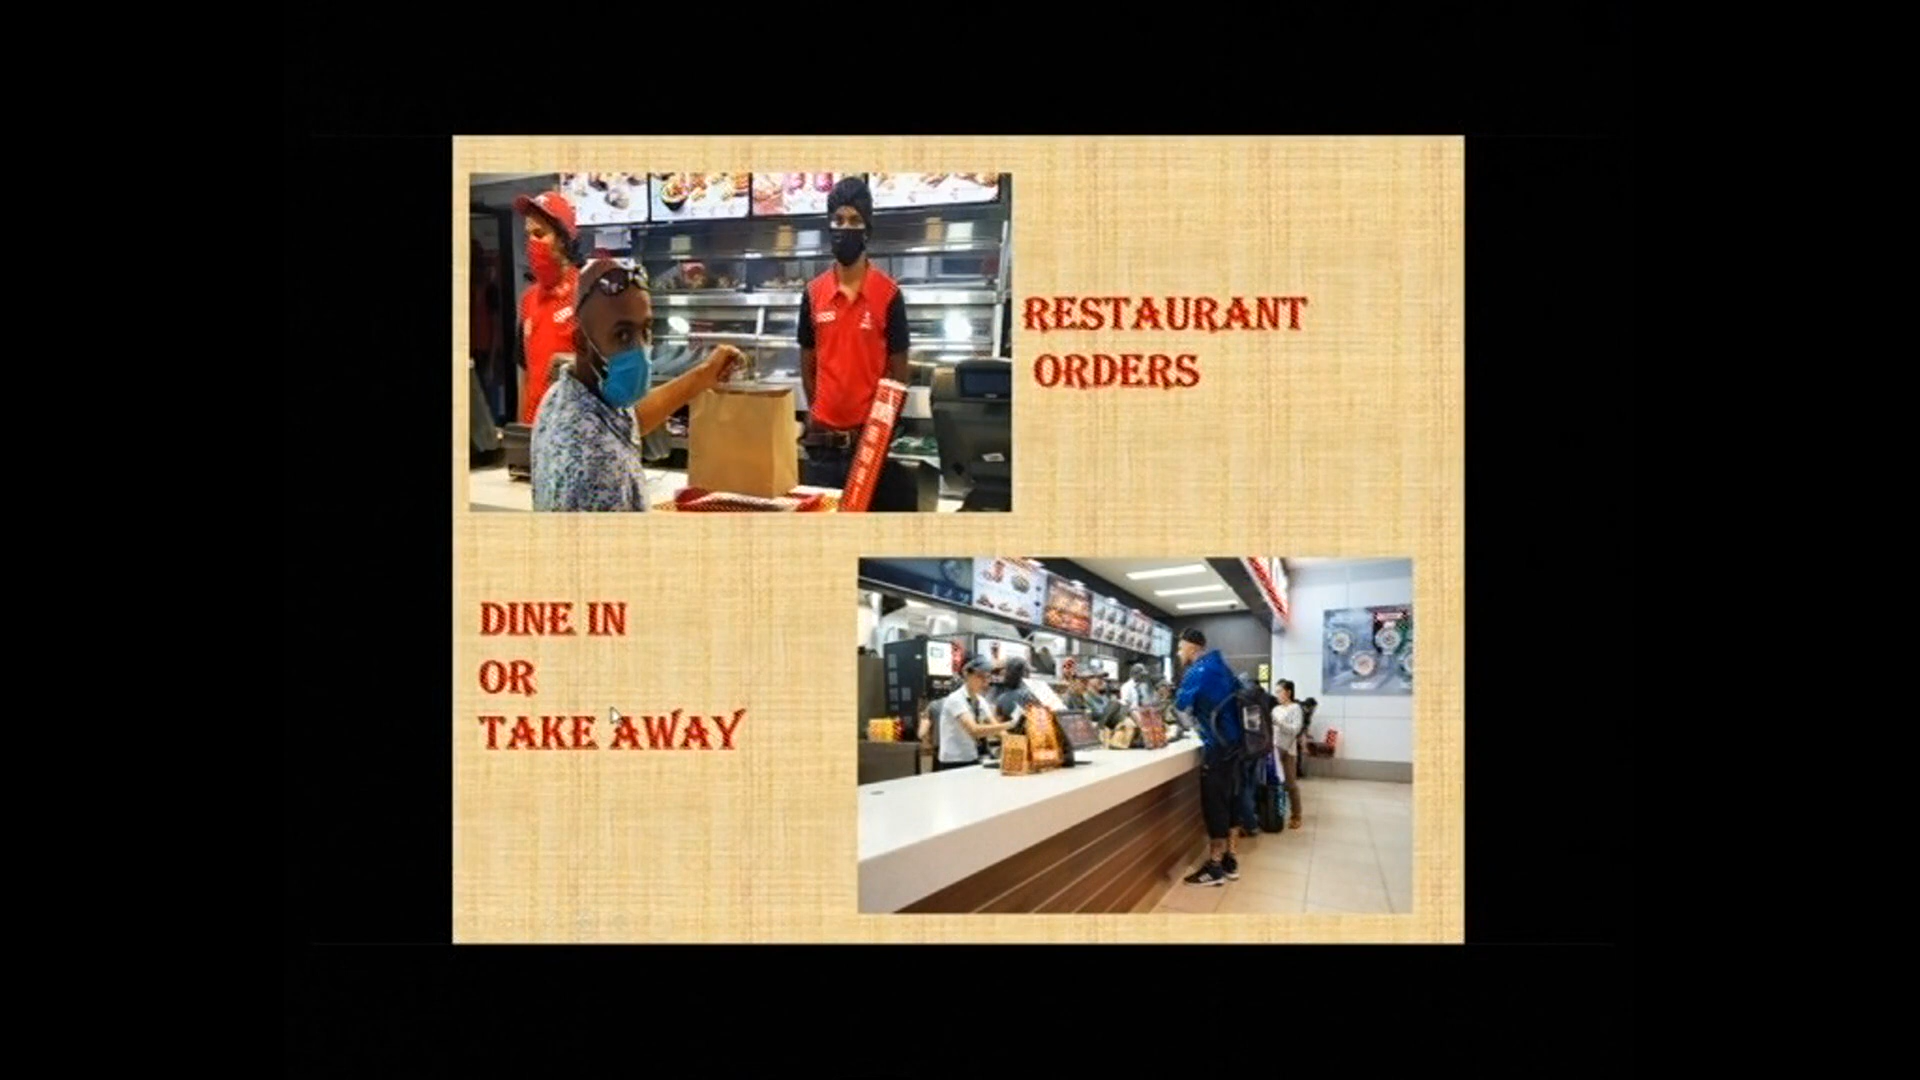 RESTAURANT
ORDERS
DINE IN
OR
TAKE AWAY